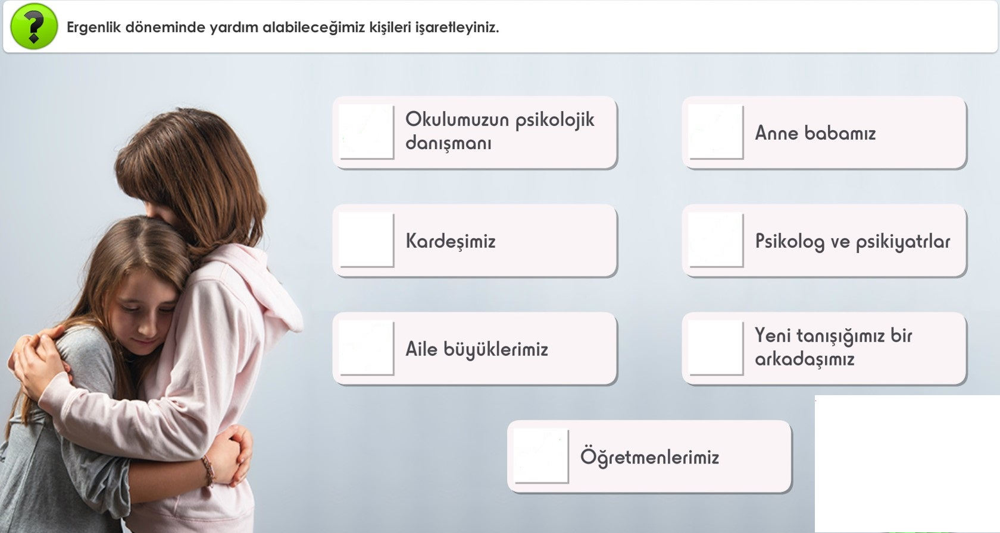 Ergenlik döneminde yardım alabileceğimiz kişileri işaretleyiniz.
Okulumuzun psikolojik
danışmanı
Anne babamız
Kardeşimiz
Psikolog ve psikiyatrlar
Aile büyüklerimiz
Yeni tanışığımız bir
arkadaşımız
Öğretmenlerimiz